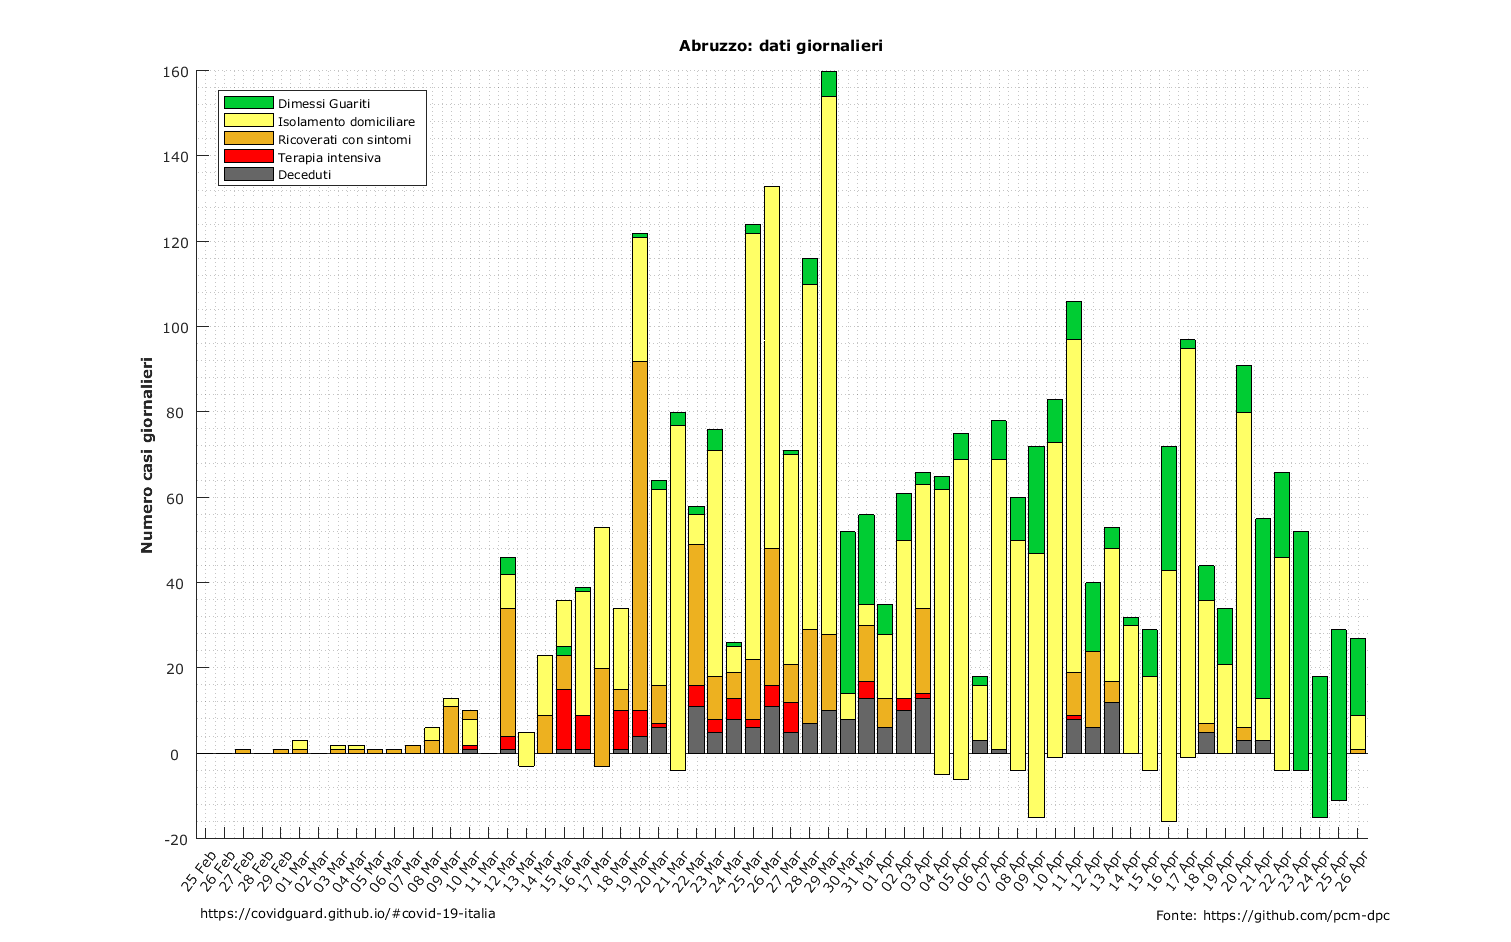 Abruzzo: dati giornalieri
160
140
120
100
80
60
40
20
0
-20
Numero casi giornalieri
Dimessi Guariti
Isolamento domiciliare
Ricoverati con sintomi
Terapia intensiva
Deceduti
25 Feb
26 Feb
27 Feb
28 Feb
29 Feb
01 Mar
02 Mar
03 Mar
04 Mar
05 Mar
06 Mar
07 Mar
08 Mar
09 Mar
10 Mar
11 Mar
12 Mar
13 Mar
14 Mar
15 Mar
16 Mar
17 Mar
18 Mar
19 Mar
20 Mar
21 Mar
22 Mar
23 Mar
24 Mar
25 Mar
26 Mar
27 Mar
28 Mar
29 Mar
30 Mar
31 Mar
01 Apr
02 Apr
03 Apr
04 Apr
05 Apr
06 Apr
07 Apr
08 Apr
09 Apr
10 Apr
11 Apr
12 Apr
13 Apr
14 Apr
15 Apr
16 Apr
17 Apr
18 Apr
19 Apr
20 Apr
21 Apr
22 Apr
23 Apr
24 Apr
25 Apr
26 Apr
https://covidguard.github.io/#covid-19-italia
Fonte: https://github.com/pcm-dpc